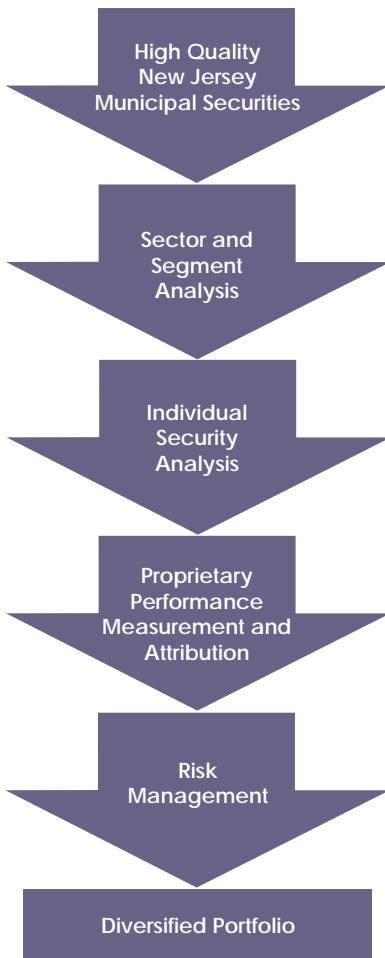 High Quality
New Jersey
Municipal Securities
Sector and
Segment
Analysis
Individual
Security
Analysis
Proprietary
Performance
Measurement and
Attribution
Risk
Management
Diversified Portfolio